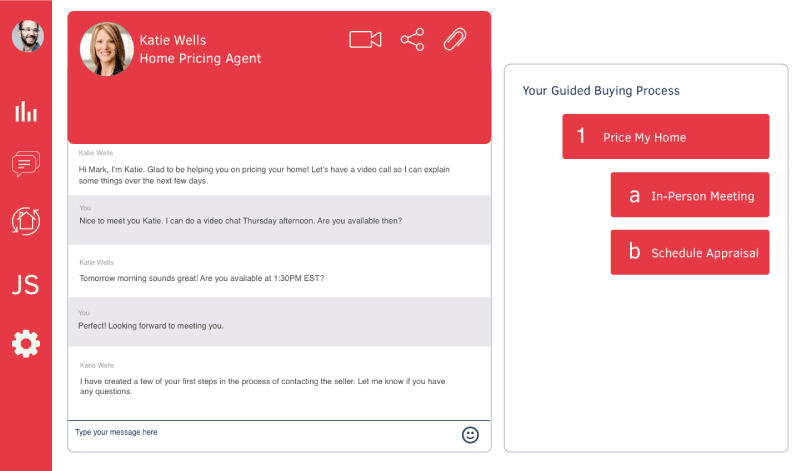 JS
Katie Wells
Home Pricing Agent
Katie Wells
Hi Mark, I'm Katie. Glad to be helping you on pricing your home! Let's have a video call so I can explain
some things over the next few days.
You
Nice to meet you Katie. I can do a video chat Thursday afternoon. Are you available then?
Katie Wells
Tomorrow morning sounds great! Are you available at 1:30PM EST?
You
Perfect! Looking forward to meeting you.
Katie Wells
I have created a few of your first steps in the process of contacting the seller. Let me know if you have
any questions.
Type your message here
Your Guided Buying Process
1 Price My Home
a In-Person Meeting
b Schedule Appraisal